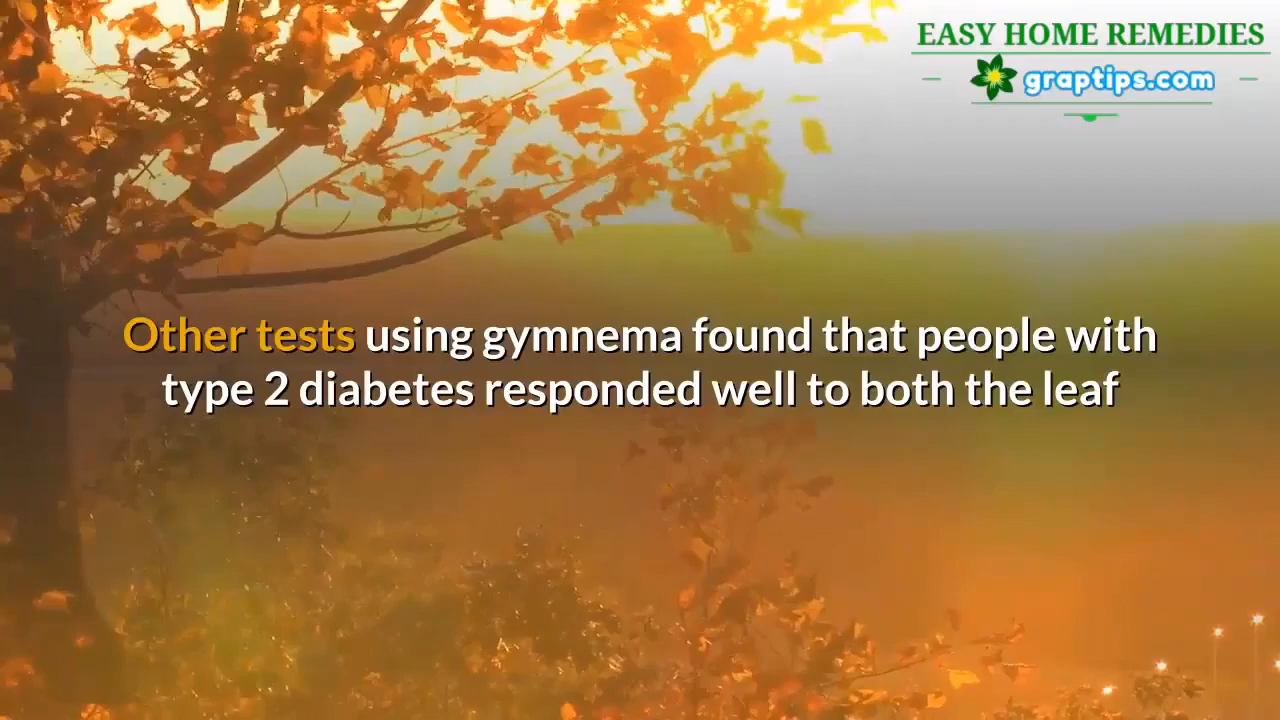 EASY HOME REMEDIES
graptips.com
Other tests using gymnema found that people with
type 2 diabetes responded well to both the leaf